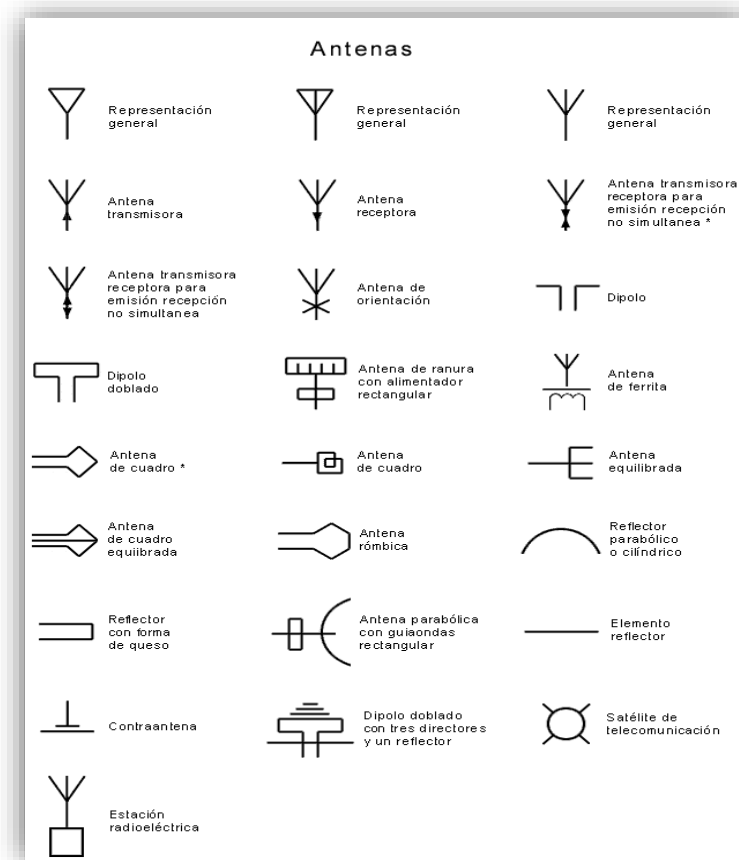 Antenas
Representación
general
Representación
general
Representación
general
Antena
transmisora
Antena
receptora
Antena transmisora
receptora para
emisión recepción
no simultanea *
Antena transmisora
receptora para
emisión recepción
no simultanea
Antena de
orientación
Dipolo
Dipolo
doblado
Antena de ranura
con alimentador
rectangular
Antena
de ferrita
Antena
de cuadro *
Antena
de cuadro
Antena
equilibrada
Antena
de cuadro
equiibrada
Antena
rómbica
Reflector
parabólico
o cilíndrico
Reflector
con forma
de queso
Antena parabólica
con guiaondas
rectangular
Elemento
reflector
Contraantena
Dipolo doblado
con tres directores
y un reflector
Satélite de
telecomunicación
Estación
radioeléctrica